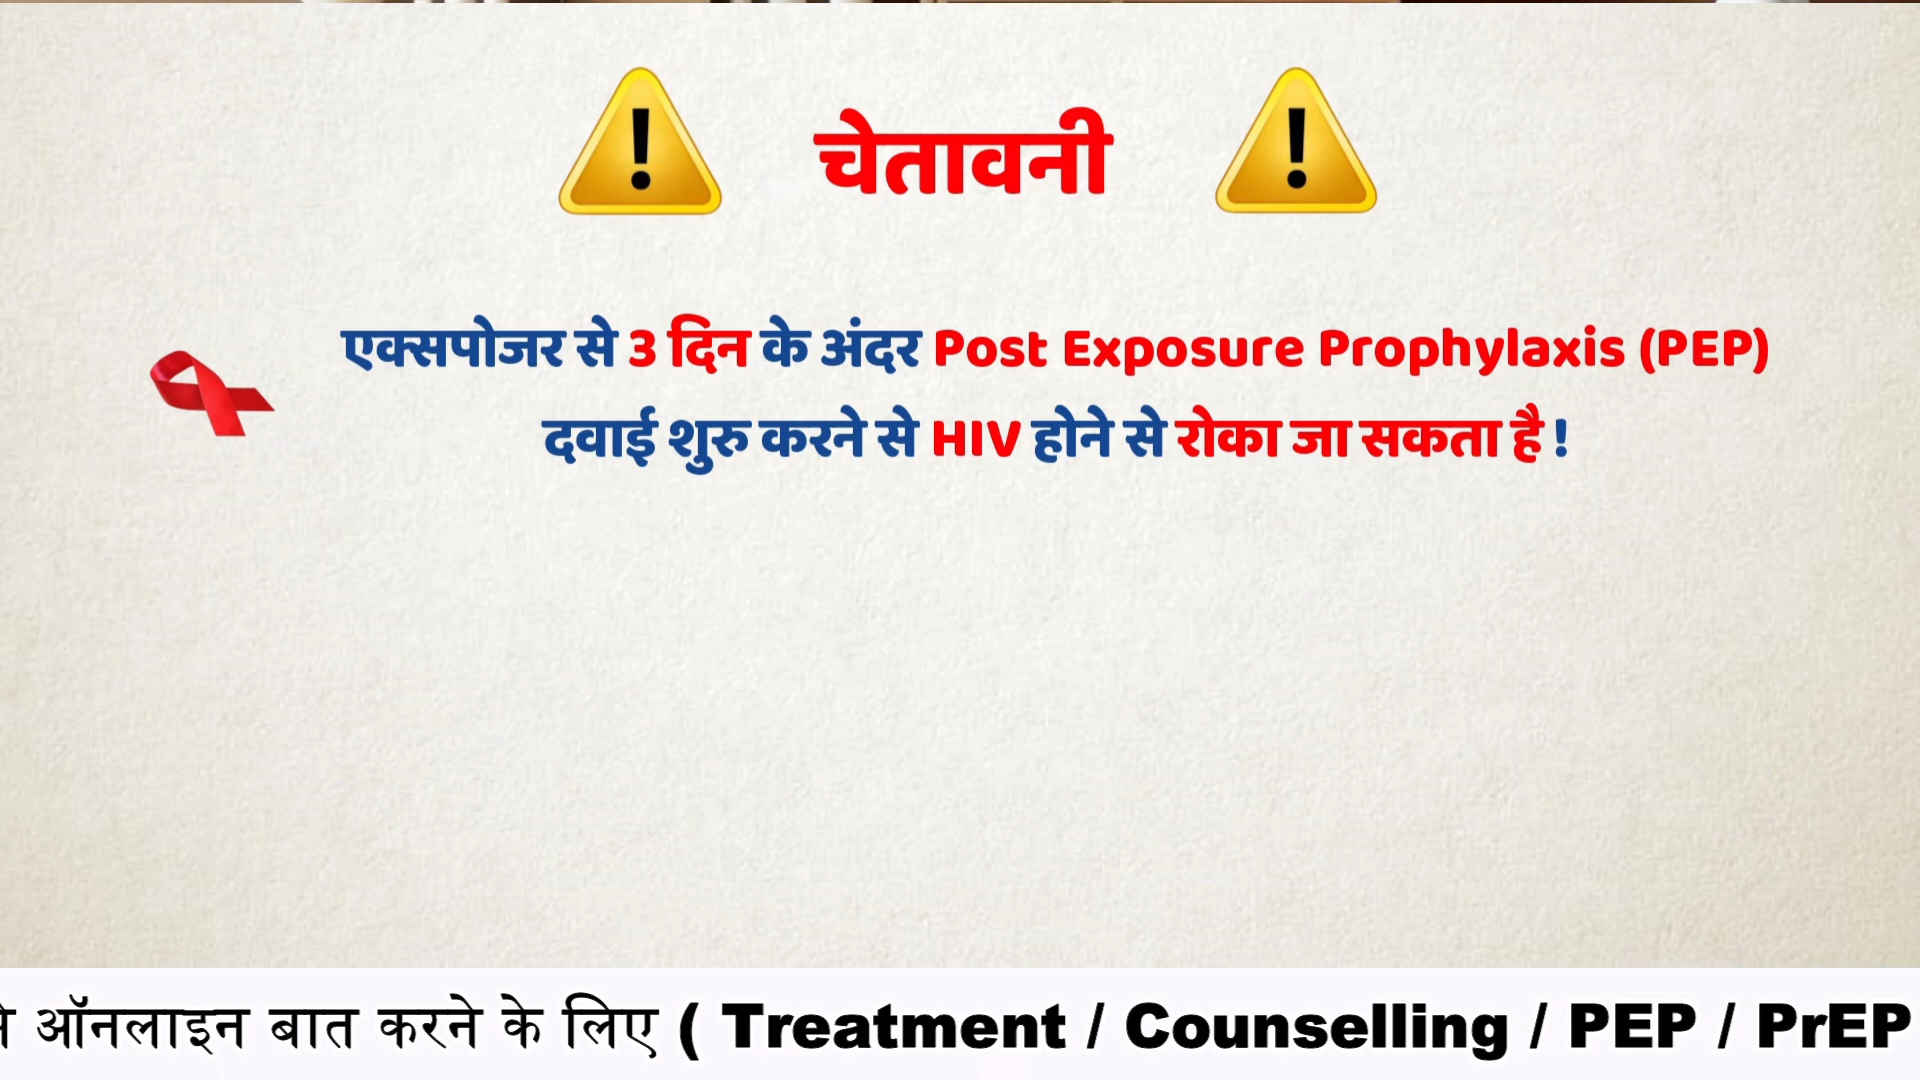 चेतावनी
एक्सपोजर से 3 दिन के अंदर Post Exposure Prophylaxis (PEP)
दवाई शुरु करने से HIV होने से रोका जा सकता है !
ऑनलाइन बात करने के लिए ( Treatment / Counselling / PEP / PrEP